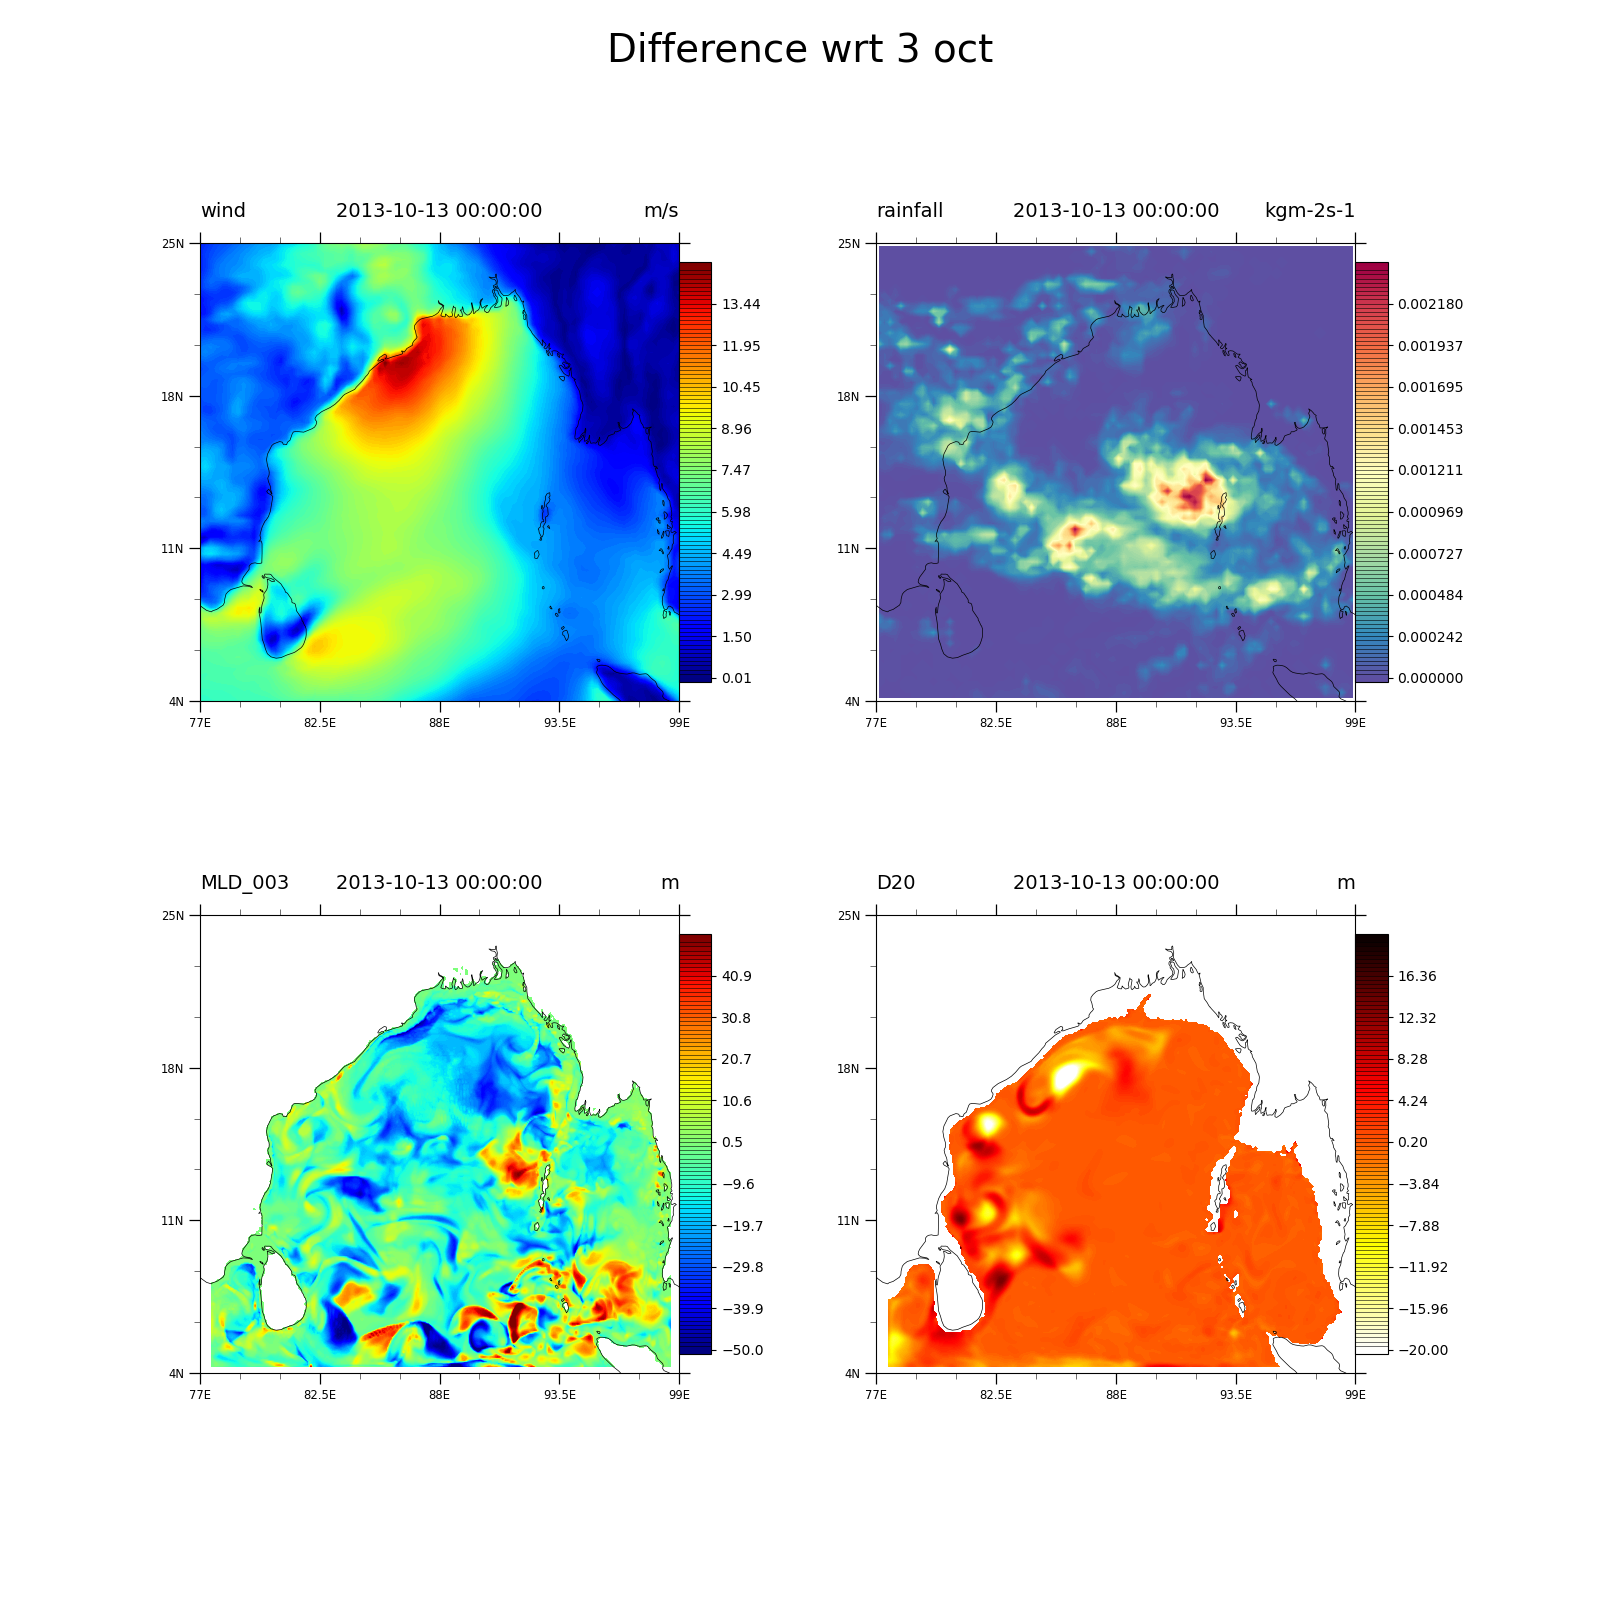 Difference wrt 3 oct
wind 2013-10-13 00:00:00 m/s
25N
18N
11N
4N
77E 82.5E 88E 93.5E 99E
13.44
11.95
10.45
8.96
7.47
5.98
4.49
2.99
1.50
0.01
rainfall 2013-10-13 00:00:00 kgm-2s-1
25N
18N
11N
4N
77E 82.5E 88E 93.5E 99E
0.002180
0.001937
0.001695
0.001453
0.001211
0.000969
0.000727
0.000484
0.000242
0.000000
MLD_003 2013-10-13 00:00:00 m
25N
18N
11N
4N
77E 82.5E 88E 93.5E 99E
40.9
30.8
20.7
10.6
0.5
−9.6
−19.7
−29.8
−39.9
−50.0
D20 2013-10-13 00:00:00 m
25N
18N
11N
4N
77E 82.5E 88E 93.5E 99E
16.36
12.32
8.28
4.24
0.20
−3.84
−7.88
−11.92
−15.96
−20.00